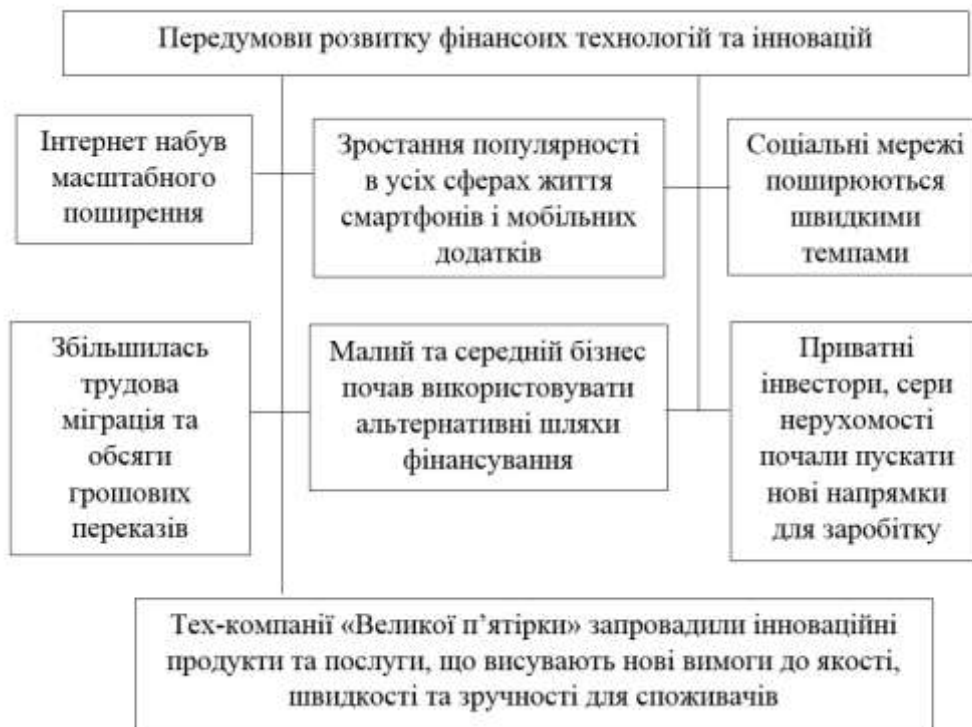 Передумови розвитку фінансоих технологій та інновацій
Інтернет набув
масштабного
поширення
Зростання популярності
в усіх сферах життя
смартфонів і мобільних
додатків
Соціальні мережі
поширюються
швидкими
темпами
Збільшилась
трудова
міграція та
обсяги
грошових
переказів
Малий та середній бізнес
почав використовувати
альтернативні шляхи
фінансування
Приватні
інвестори, сери
нерухомості
почали пускати
нові напрямки
для заробітку
Тех-компанії «Великої п’ятірки» запровадили інноваційні
продукти та послуги, що висувають нові вимоги до якості,
швидкості та зручності для споживачів